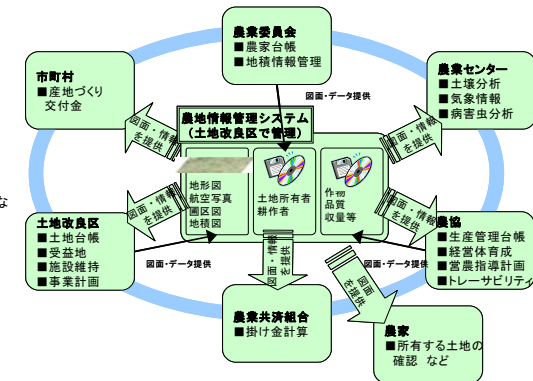 農業委員会
■農家台帳
■地積情報管理
市町村
■産地づくり
交付金
農業センター
■土壌分析
■気象情報
■病害虫分析
図面・データ提供
農地情報管理システム
（土地改良区で管理）
図面・情報
を提供
図面・情報
を提供
地形図
航空写真
画区図
地積図
土地所有者
耕作者
作物
品質
収量等
な
図面・情報
を提供
図面・情報
を提供
土地改良区
■土地台帳
■受益地
■施設維持
■事業計画
農協
■生産管理台帳
■経営体育成
■営農指導計画
■トレーサビリティ
図面・データ提供
図面・情報
を提供
図面・データ提供
図面
を提供
農業共済組合
■掛け金計算
農家
■所有する土地の
確認 など